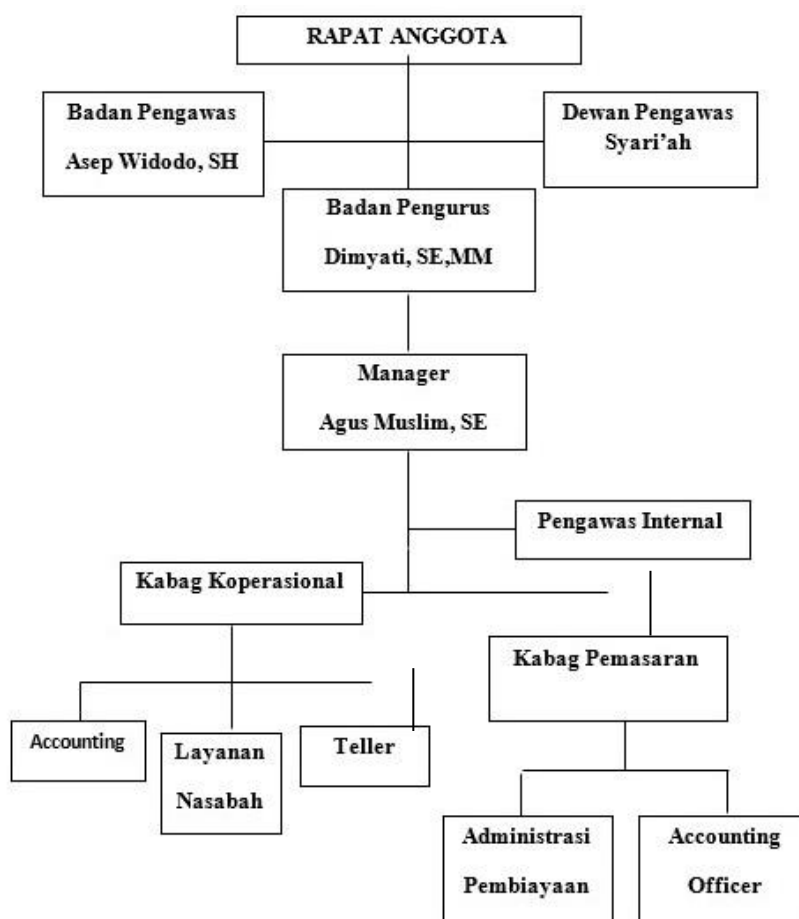 RAPAT ANGGOTA
Badan Pengawas
Asep Widodo, SH
Dewan Pengawas
Syari'ah
Badan Pengurus
Dimyati, SE,MM
Manager
Agus Muslim, SE
Pengawas Internal
Kabag Koperasional
Kabag Pemasaran
Accounting
Layanan
Nasabah
Teller
Administrasi
Pembiayaan
Accounting
Officer